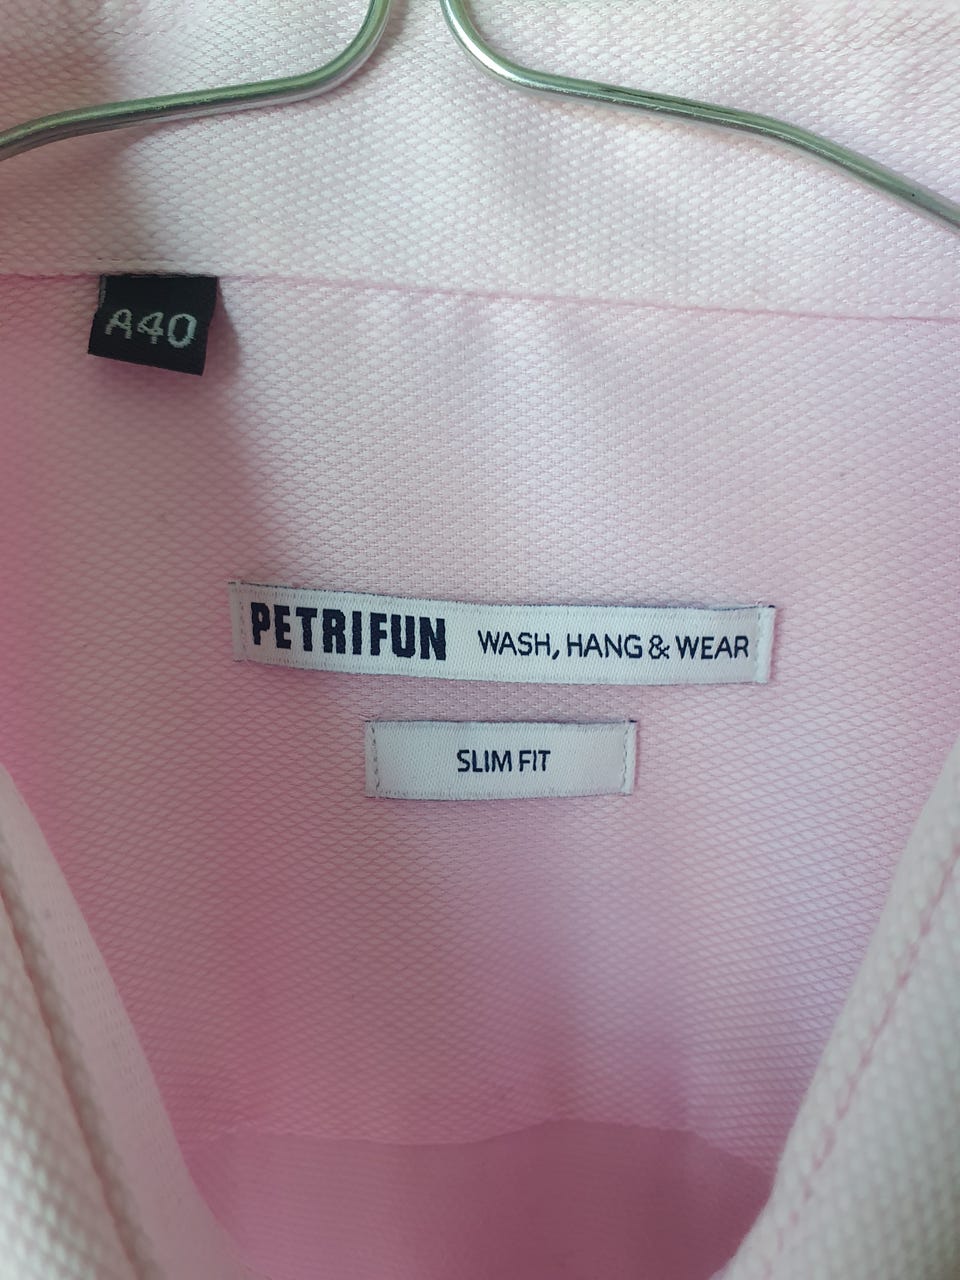 A40
PETRIFUN WASH, HANG & WEAR
SLIM FIT